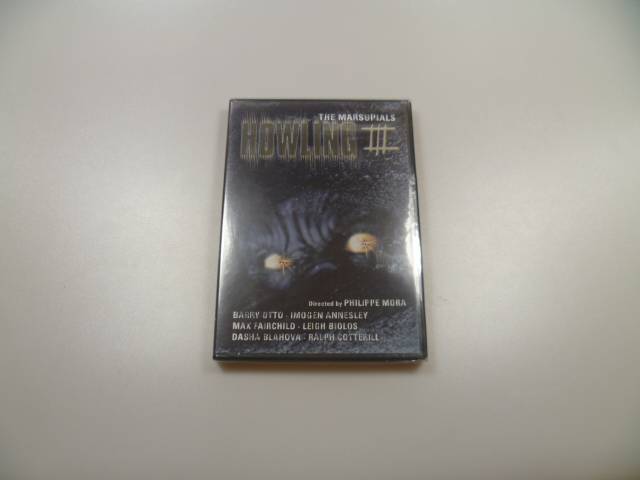 THE MARSUPIALS
HOWLING III
Directed by PHILIPPE MORA
BARRY OTTO · IMOGEN ANNESLEY
MAX FAIRCHILD · LEIGH BIOLOS
DASHA BLAHOVA · RALPH COTTERILL